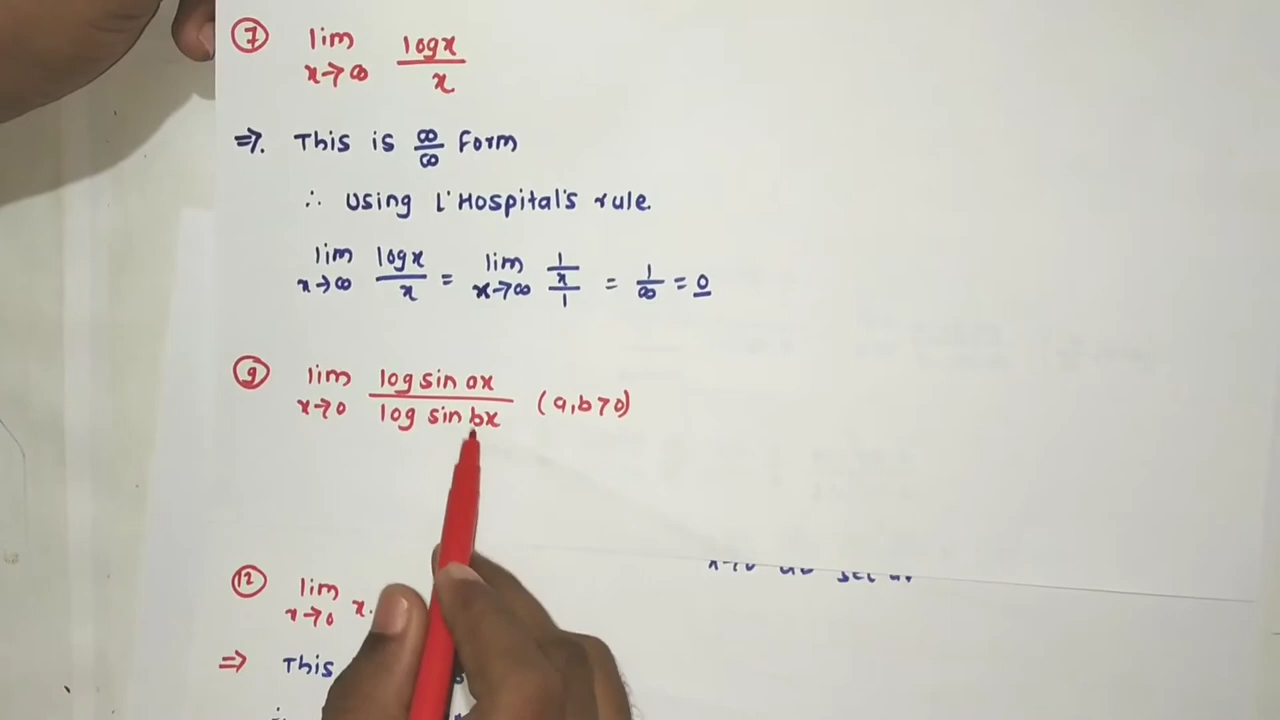 ⑦ lim x→∞ logx/x
⇒. This is ∞/∞ Form
∴ Using L'Hospital's rule.
lim x→∞ logx/x = lim x→∞ (1/x)/1 = 1/∞ = 0
⑨ lim x→0 log sin ax/log sin bx (a,b>0)
⑫ lim x→0 x.
⇒ This